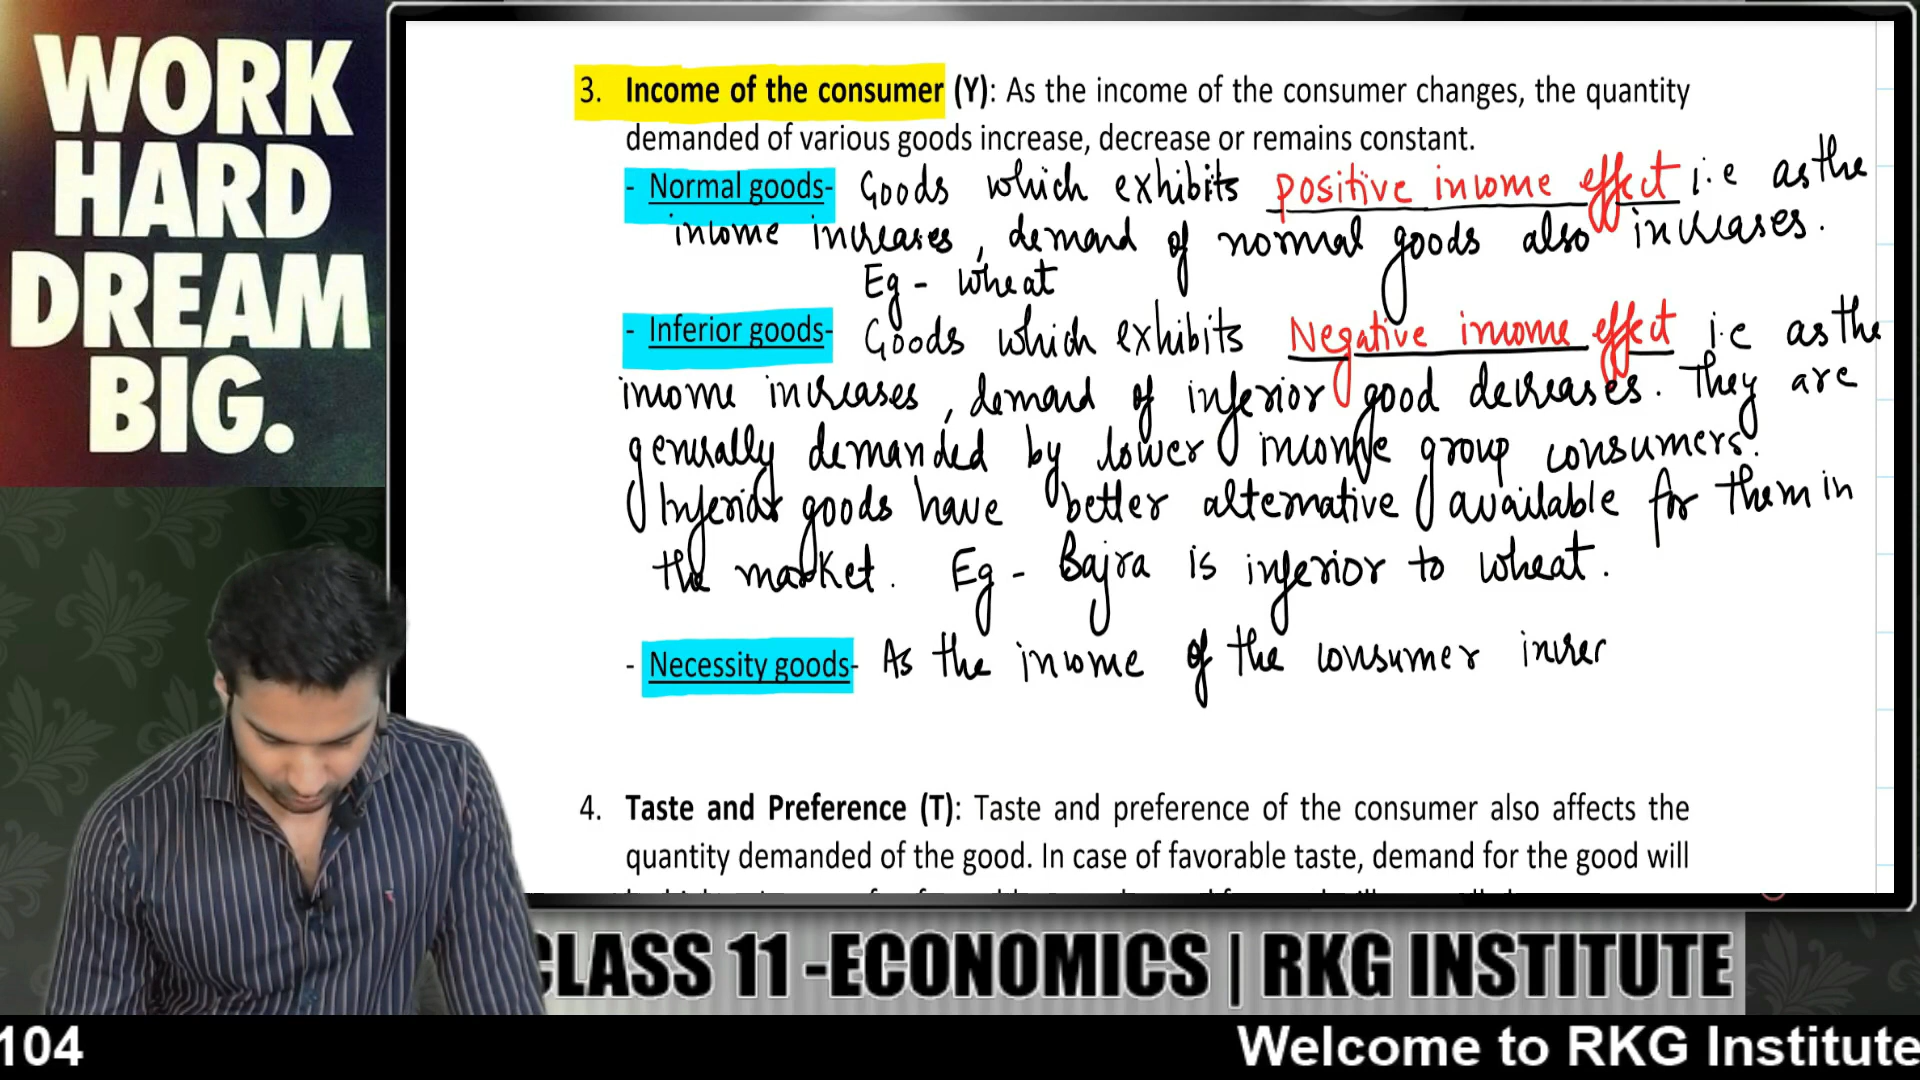 WORK
HARD
DREAM
BIG.
3. Income of the consumer (Y): As the income of the consumer changes, the quantity
demanded of various goods increase, decrease or remains constant.
- Normal goods- Goods which exhibits positive income effect i.e as the
income increases, demand of normal goods also increases.
Eg - wheat
- Inferior goods- Goods which exhibits Negative income effect i.e as the
income increases, demand of inferior good decreases. They are
generally demanded by lower income group consumers.
Inferior goods have better alternative available for them in
the market. Eg - Bajra is inferior to wheat.
- Necessity goods- As the income of the consumer increa
4. Taste and Preference (T): Taste and preference of the consumer also affects the
quantity demanded of the good. In case of favorable taste, demand for the good will
CLASS 11 -ECONOMICS | RKG INSTITUTE
104 Welcome to RKG Institute